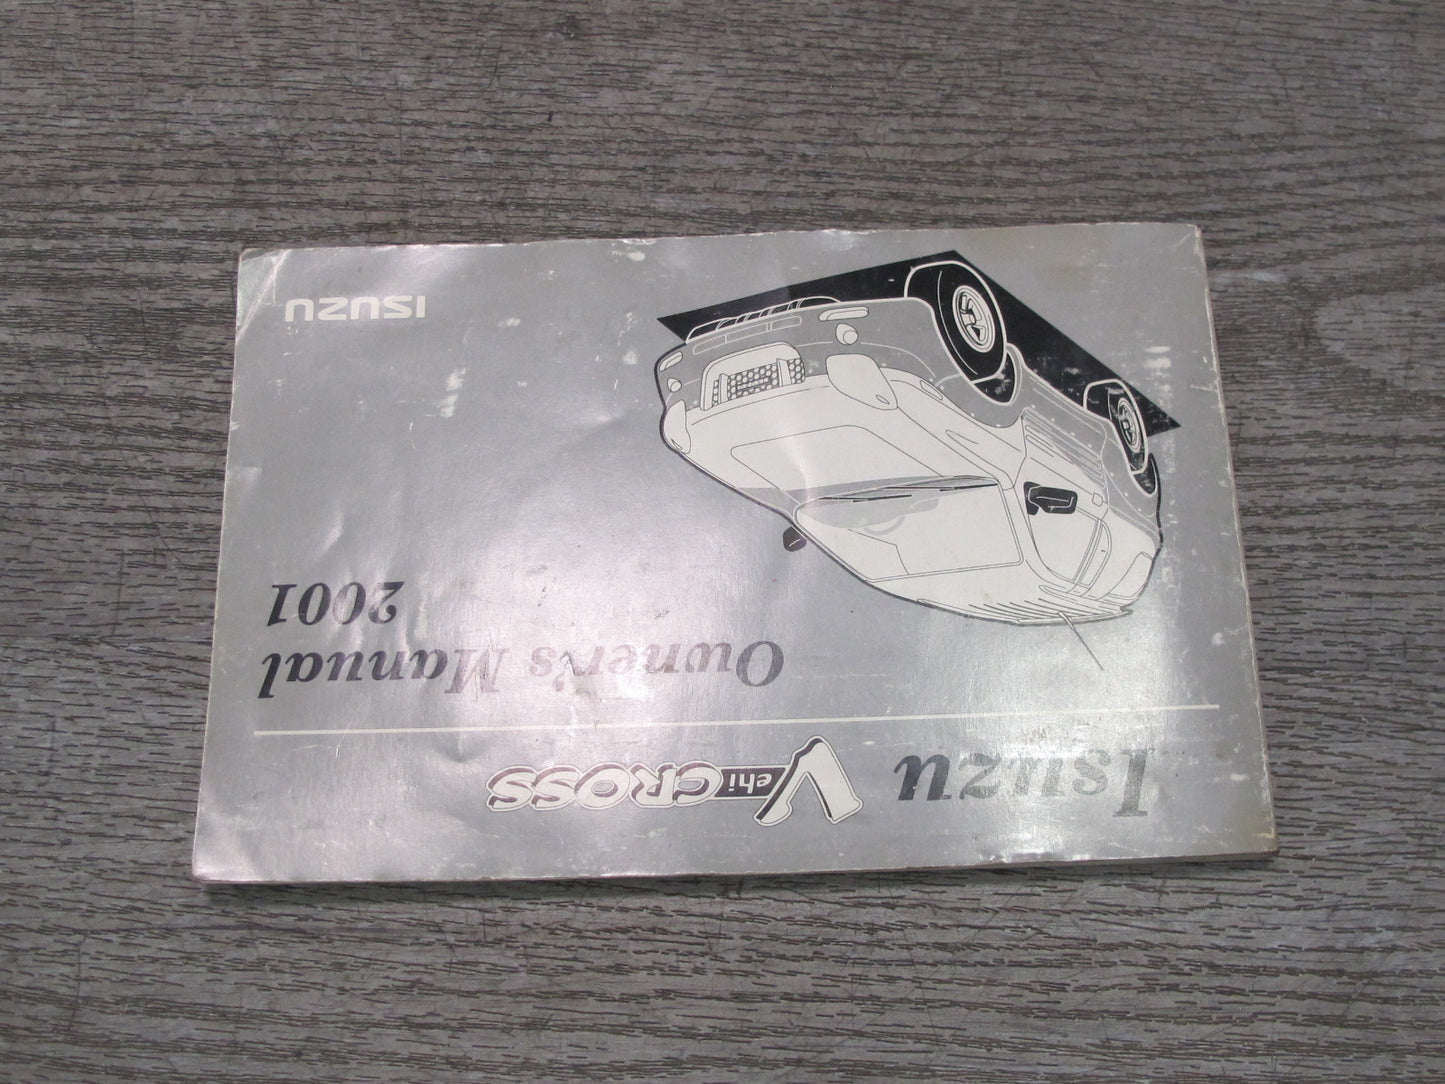 Isuzu VehiCROSS
Owner's Manual
2001
ISUZU